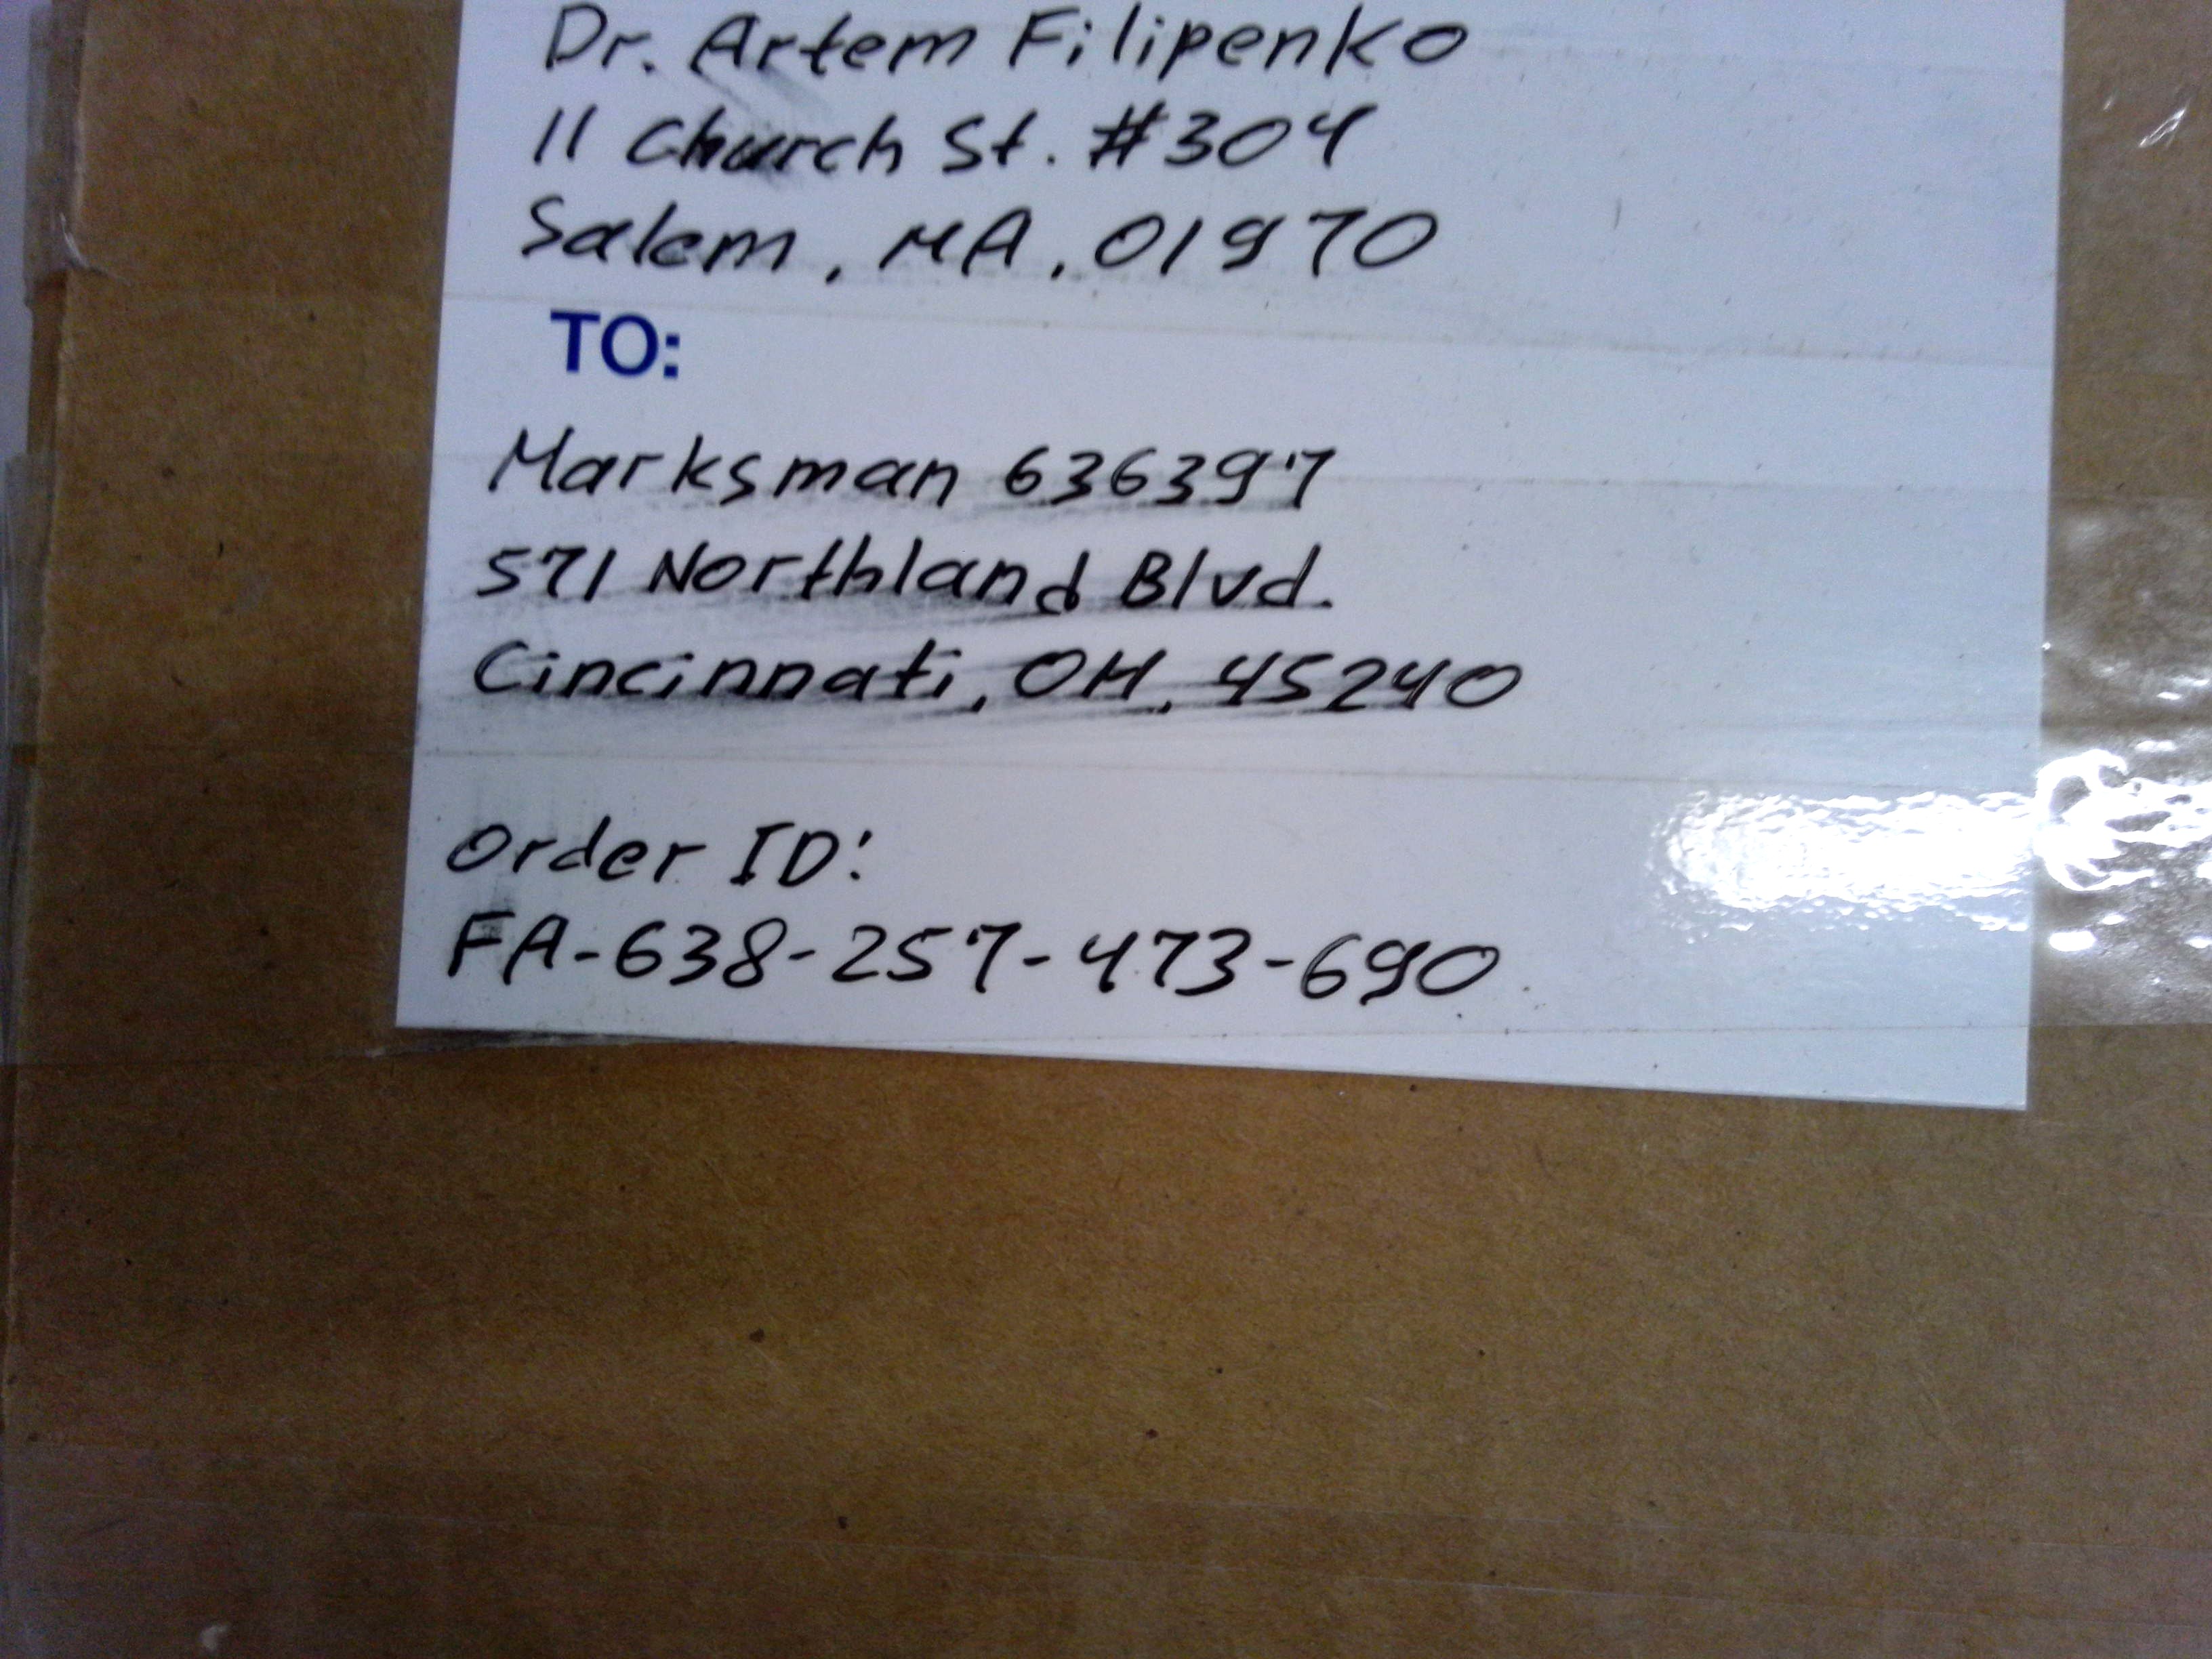 Dr. Artem Filipenko
11 Church St. #304
Salem, MA, 01970
TO:
Marksman 636397
571 Northland Blvd.
Cincinnati, OH, 45240
Order ID:
FA-638-257-473-690